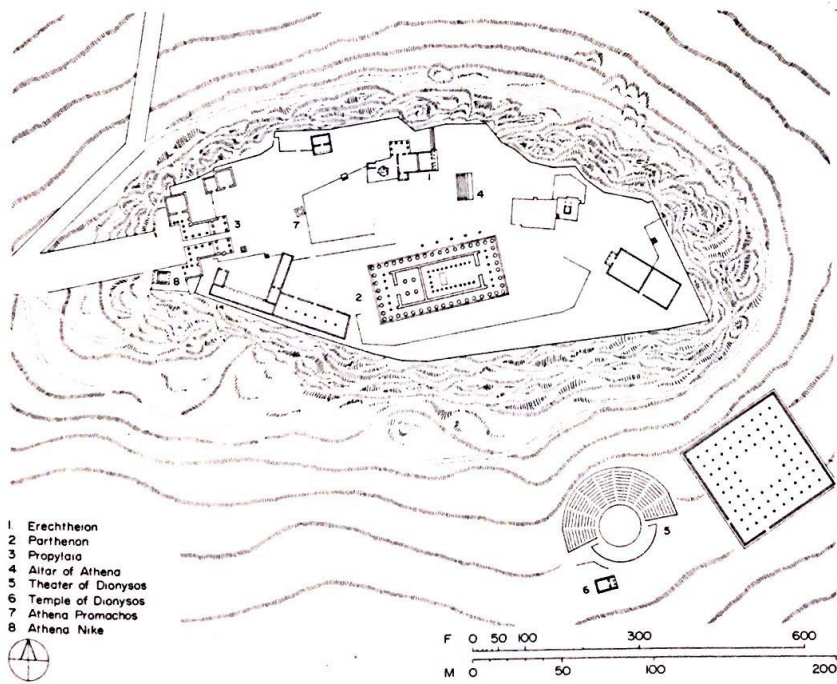 1
4
3
7
2
8
1. Erechtheion
2 Parthenon
3 Propylaia
4 Altar of Athena
5 Theater of Dionysos
6 Temple of Dionysos
7 Athena Promachos
8 Athena Nike
5
6
F 0 50 100 300 600
M 0 50 100 200